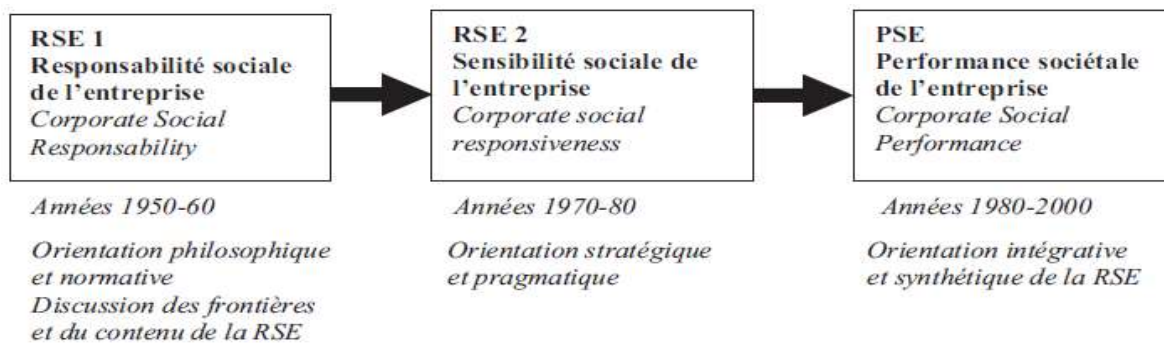 RSE 1
Responsabilité sociale
de l'entreprise
Corporate Social
Responsability
RSE 2
Sensibilité sociale de
l'entreprise
Corporate social
responsiveness
PSE
Performance sociétale
de l'entreprise
Corporate Social
Performance
Années 1950-60
Années 1970-80
Années 1980-2000
Orientation philosophique
et normative
Discussion des frontières
et du contenu de la RSE
Orientation stratégique
et pragmatique
Orientation intégrative
et synthétique de la RSE